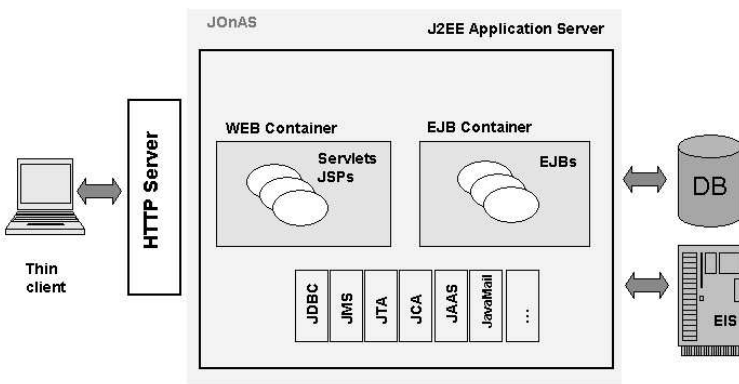 JOnAS
J2EE Application Server
HTTP Server
WEB Container
EJB Container
Servlets
JSPs
EJBs
DB
Thin
client
JDBC
JMS
JTA
JCA
JAAS
JavaMail
...
EIS